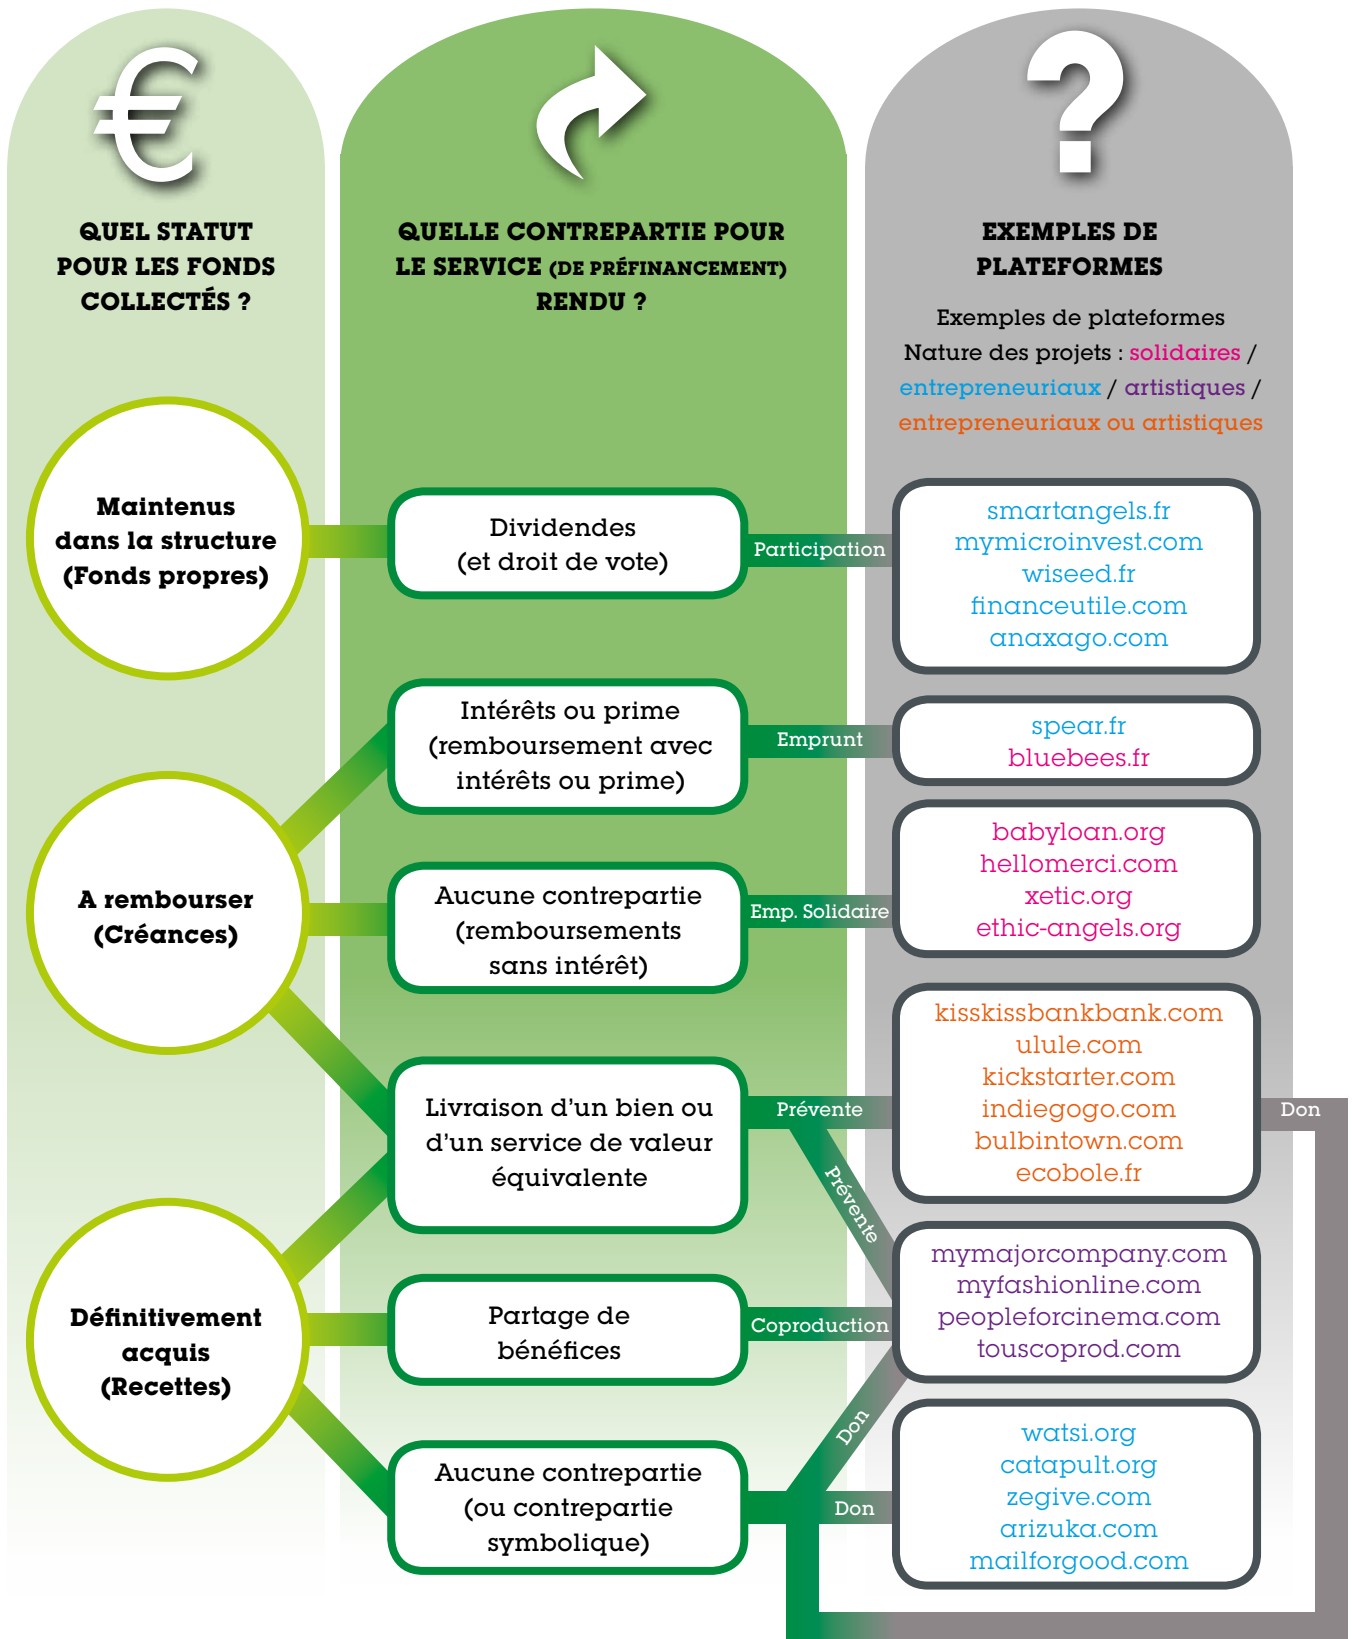 €
QUEL STATUT
POUR LES FONDS
COLLECTÉS ?
QUELLE CONTREPARTIE POUR
LE SERVICE (DE PRÉFINANCEMENT)
RENDU ?
?
EXEMPLES DE
PLATEFORMES
Exemples de plateformes
Nature des projets : solidaires /
entrepreneuriaux / artistiques /
entrepreneuriaux ou artistiques
Maintenus
dans la structure
(Fonds propres)
Dividendes
(et droit de vote)
Participation
smartangels.fr
mymicroinvest.com
wiseed.fr
financeutile.com
anaxago.com
A rembourser
(Créances)
Intérêts ou prime
(remboursement avec
intérêts ou prime)
Emprunt
spear.fr
bluebees.fr
Aucune contrepartie
(remboursements
sans intérêt)
Emp. Solidaire
babyloan.org
hellomerci.com
xetic.org
ethic-angels.org
Livraison d'un bien ou
d'un service de valeur
équivalente
Prévente
Prévente
kisskissbankbank.com
ulule.com
kickstarter.com
indiegogo.com
bulbintown.com
ecobole.fr
Don
Définitivement
acquis
(Recettes)
Partage de
bénéfices
Coproduction
mymajorcompany.com
myfashionline.com
peopleforcinema.com
touscoprod.com
Aucune contrepartie
(ou contrepartie
symbolique)
Don
Don
watsi.org
catapult.org
zegive.com
arizuka.com
mailforgood.com